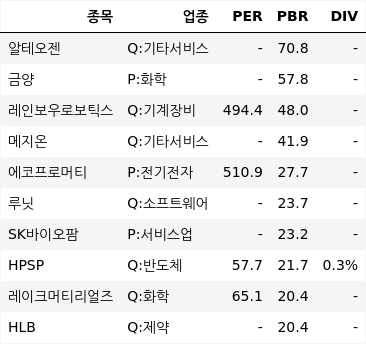 종목 업종 PER PBR DIV
알테오젠 Q:기타서비스 - 70.8 -
금양 P:화학 - 57.8 -
레인보우로보틱스 Q:기계장비 494.4 48.0 -
메지온 Q:기타서비스 - 41.9 -
에코프로머티 P:전기전자 510.9 27.7 -
루닛 Q:소프트웨어 - 23.7 -
SK바이오팜 P:서비스업 - 23.2 -
HPSP Q:반도체 57.7 21.7 0.3%
레이크머티리얼즈 Q:화학 65.1 20.4 -
HLB Q:제약 - 20.4 -